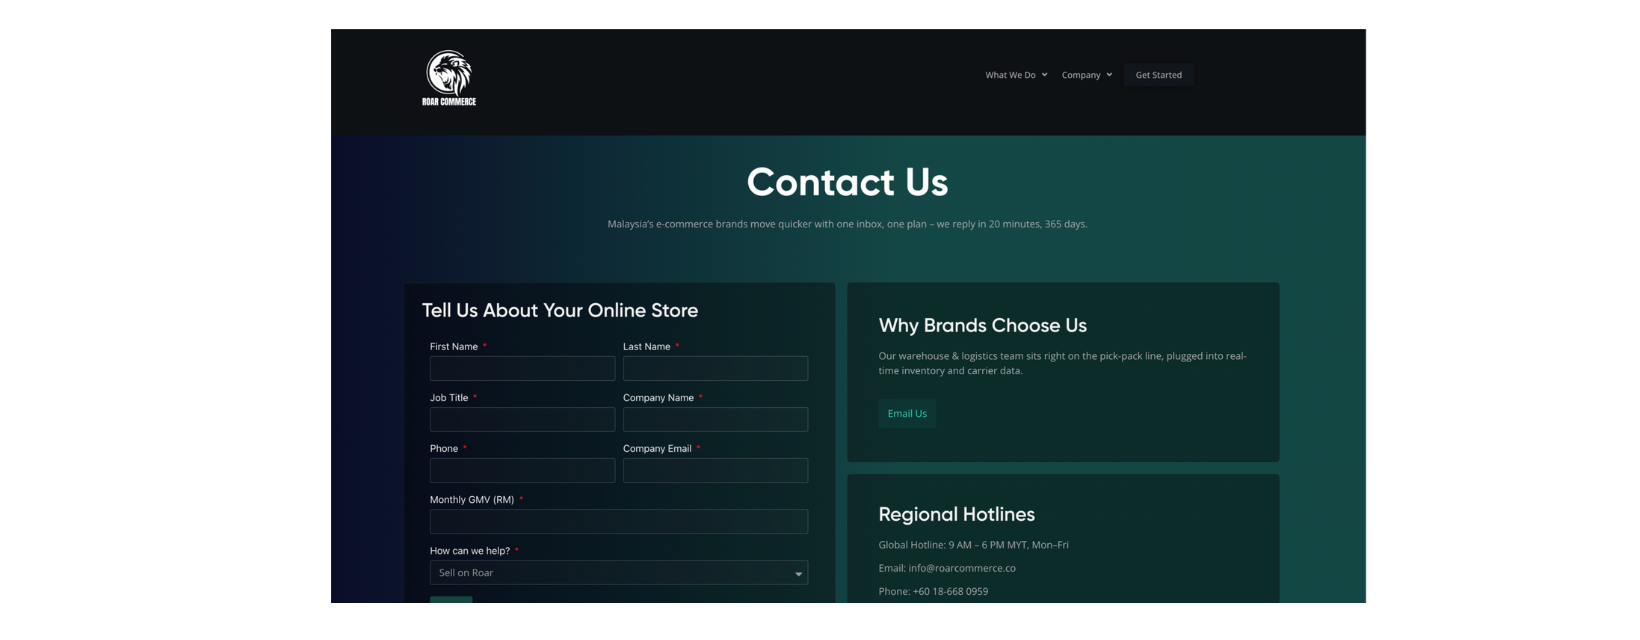 ROAR COMMERCE
What We Do
Company
Get Started
Contact Us
Malaysia's e-commerce brands move quicker with one inbox, one plan – we reply in 20 minutes, 365 days.
Tell Us About Your Online Store
First Name *
Last Name *
Job Title *
Company Name *
Phone *
Company Email *
Monthly GMV (RM) *
How can we help? *
Sell on Roar
Why Brands Choose Us
Our warehouse & logistics team sits right on the pick-pack line, plugged into real-
time inventory and carrier data.
Email Us
Regional Hotlines
Global Hotline: 9 AM – 6 PM MYT, Mon–Fri
Email: info@roarcommerce.co
Phone: +60 18-668 0959